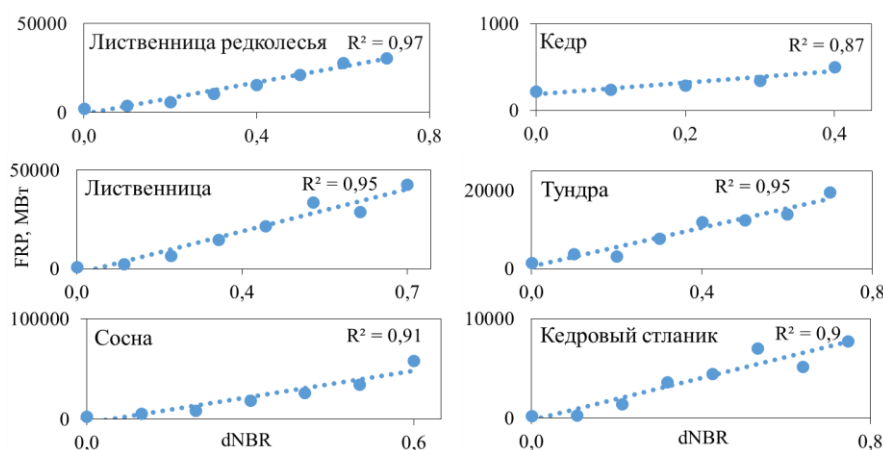 50000
Лиственница редколесья
R² = 0,97
0
0,0
0,4
0,8
1000
Кедр
R² = 0,87
0
0,0
0,2
0,4
FRP, МВт
50000
Лиственница
R² = 0,95
0
0,0
0,4
0,7
20000
Тундра
R² = 0,95
0
0,0
0,4
0,8
100000
Сосна
R² = 0,91
0
0,0
dNBR
0,6
10000
Кедровый стланик
R² = 0,9
0
0,0
dNBR
0,8